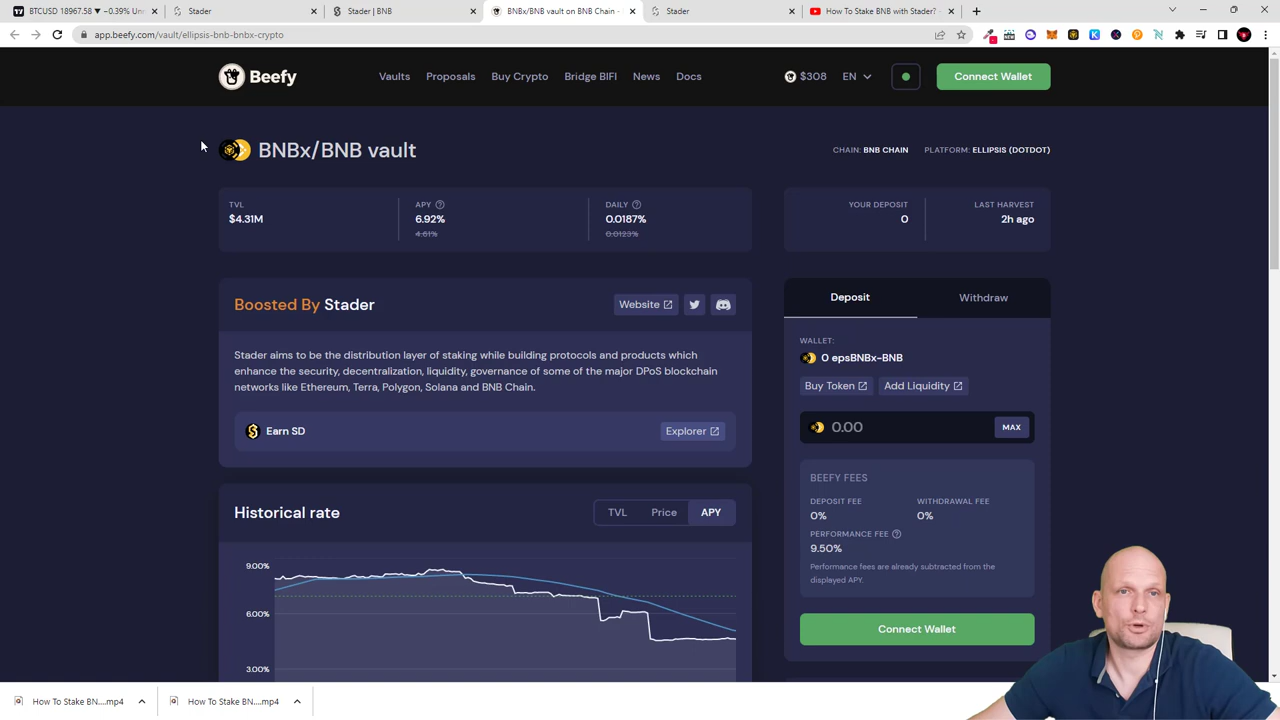 BTCUSD 18967.58 ▼ −0.39% Un
Stader
Stader | BNB
BNBx/BNB vault on BNB Chain -
Stader
How To Stake BNB with Stader?
app.beefy.com/vault/ellipsis-bnb-bnbx-crypto
Beefy
Vaults
Proposals
Buy Crypto
Bridge BIFI
News
Docs
$308
EN
Connect Wallet
BNBx/BNB vault
CHAIN: BNB CHAIN
PLATFORM: ELLIPSIS (DOTDOT)
TVL
$4.31M
APY
6.92%
4.61%
DAILY
0.0187%
0.0123%
YOUR DEPOSIT
0
LAST HARVEST
2h ago
Boosted By Stader
Website
Stader aims to be the distribution layer of staking while building protocols and products which
enhance the security, decentralization, liquidity, governance of some of the major DPoS blockchain
networks like Ethereum, Terra, Polygon, Solana and BNB Chain.
Earn SD
Explorer
Historical rate
TVL
Price
APY
9.00%
6.00%
3.00%
Deposit
Withdraw
WALLET:
0 epsBNBx-BNB
Buy Token
Add Liquidity
0.00
MAX
BEEFY FEES
DEPOSIT FEE
0%
WITHDRAWAL FEE
0%
PERFORMANCE FEE
9.50%
Performance fees are already subtracted from the
displayed APY.
Connect Wallet
How To Stake BN....mp4
How To Stake BN....mp4